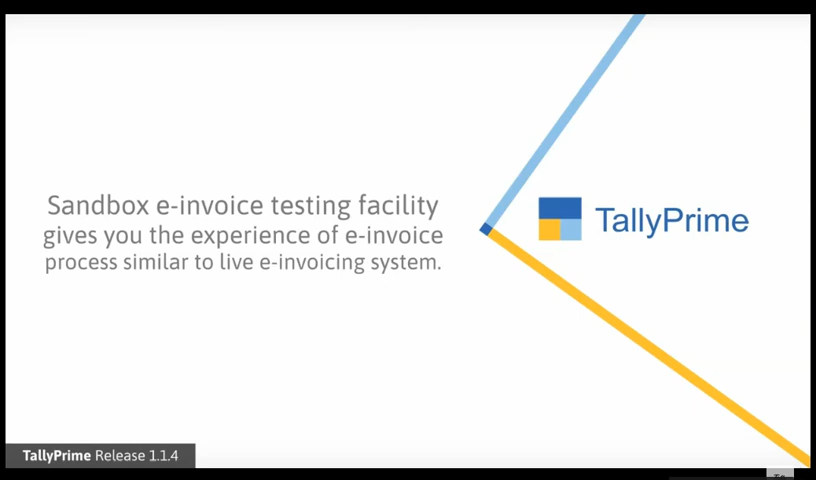 Sandbox e-invoice testing facility
gives you the experience of e-invoice
process similar to live e-invoicing system.
TallyPrime
TallyPrime Release 1.1.4